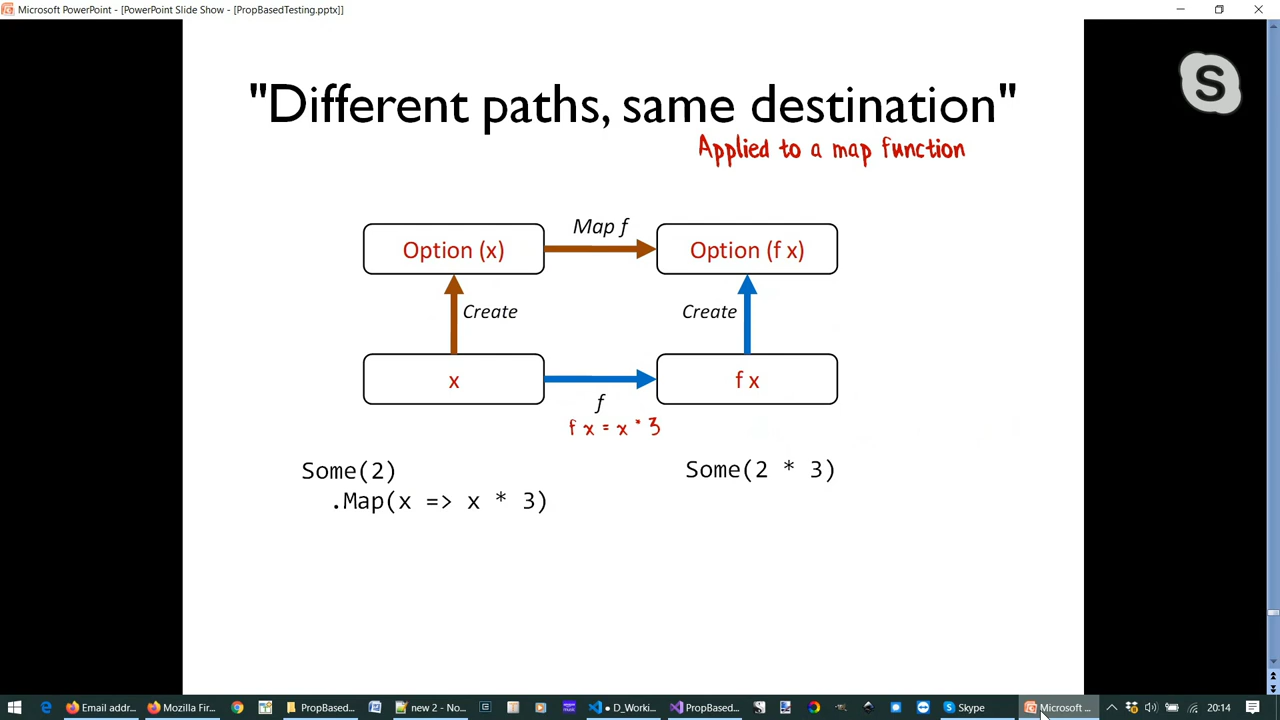 Microsoft PowerPoint - [PowerPoint Slide Show - [PropBasedTesting.pptx]]
S
"Different paths, same destination"
Applied to a map function
Map f
Option (x)
Option (f x)
Create
Create
x
f x
f
f x = x * 3
Some(2)
.Map(x => x * 3)
Some(2 * 3)
Email addr...
Mozilla Fir...
PropBased...
new 2 - No...
D_Worki...
PropBased...
Skype
Microsoft ...
20:14